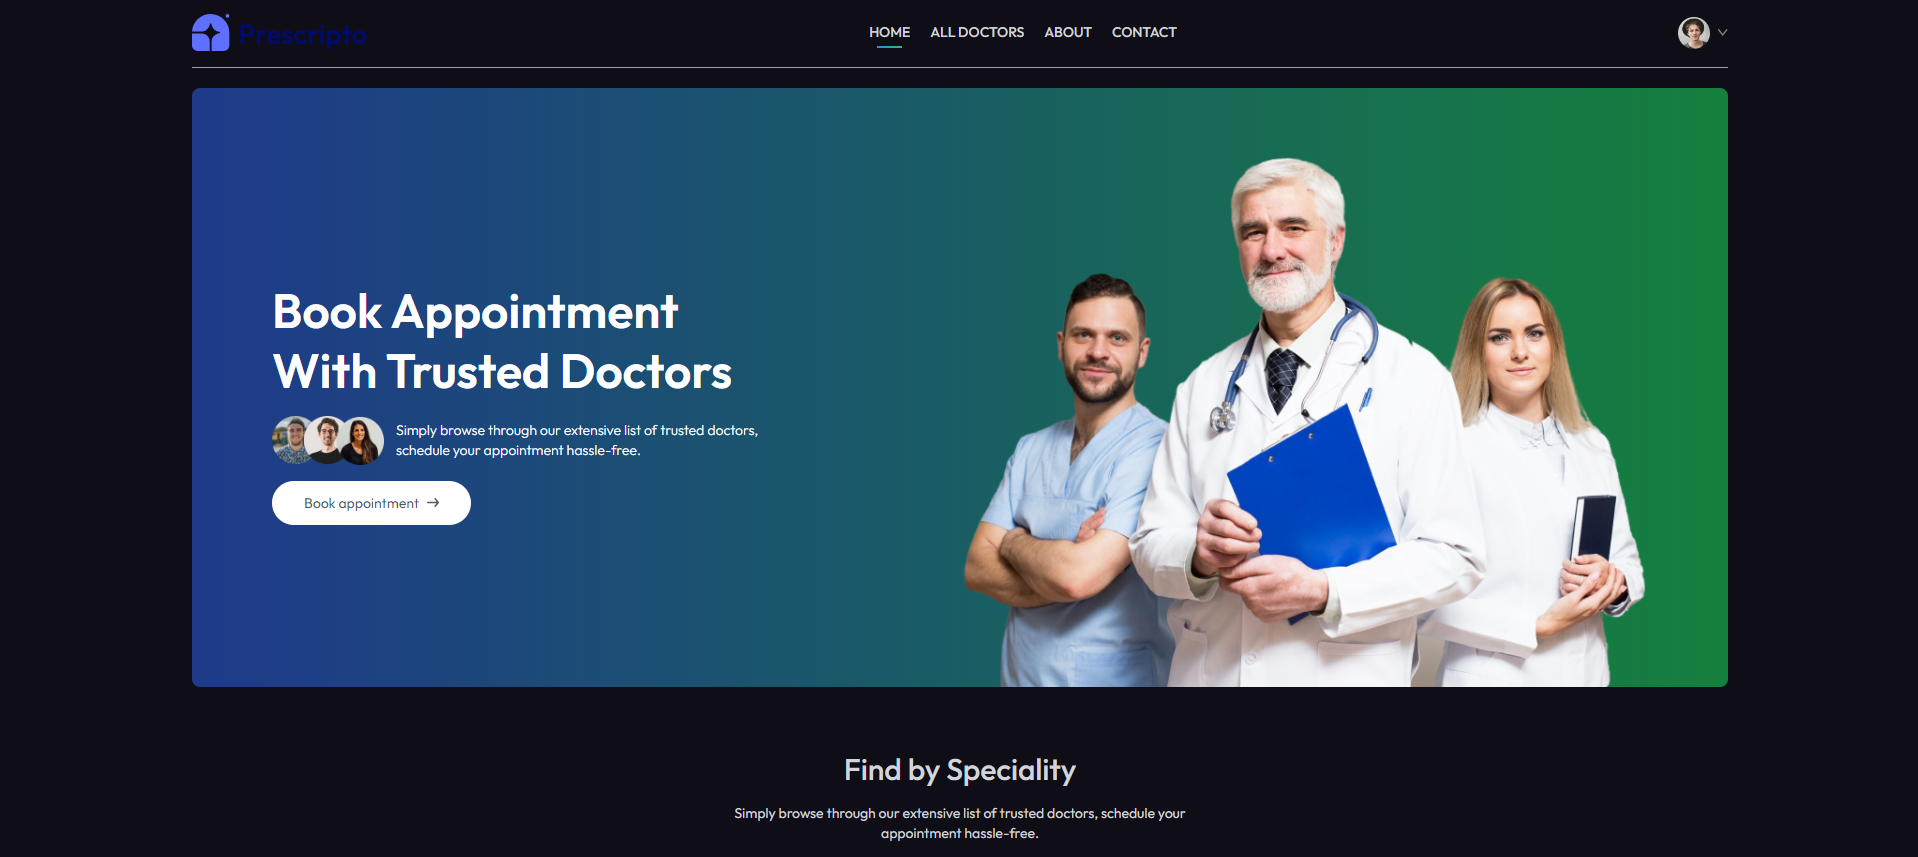 Prescripto
HOME
ALL DOCTORS
ABOUT
CONTACT
Book Appointment
With Trusted Doctors
Simply browse through our extensive list of trusted doctors,
schedule your appointment hassle-free.
Book appointment →
Find by Speciality
Simply browse through our extensive list of trusted doctors, schedule your
appointment hassle-free.